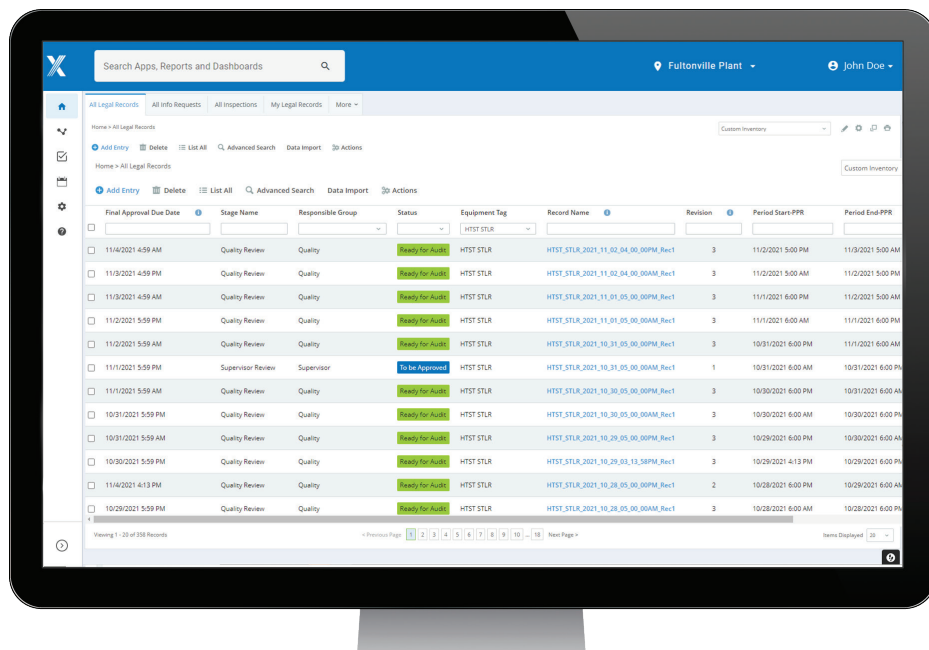 Search Apps, Reports and Dashboards Fultonville Plant John Doe
All Legal Records All Info Requests All Inspections My Legal Records More
Home > All Legal Records Custom Inventory
Add Entry Delete List All Advanced Search Data Import Actions
Home > All Legal Records Custom Inventory
Add Entry Delete List All Advanced Search Data Import Actions
Final Approval Due Date Stage Name Responsible Group Status Equipment Tag Record Name Revision Period Start-PPR Period End-PPR
HTST STLR
11/4/2021 4:59 AM Quality Review Quality Ready for Audit HTST STLR HTST_STLR_2021_11_02_04_00_00PM_Rec1 3 11/2/2021 5:00 PM 11/3/2021 5:00 AM
11/3/2021 4:59 PM Quality Review Quality Ready for Audit HTST STLR HTST_STLR_2021_11_02_04_00_00AM_Rec1 3 11/2/2021 5:00 AM 11/2/2021 5:00 PM
11/3/2021 4:59 AM Quality Review Quality Ready for Audit HTST STLR HTST_STLR_2021_11_01_05_00_00PM_Rec1 3 11/1/2021 6:00 PM 11/2/2021 5:00 AM
11/2/2021 5:59 PM Quality Review Quality Ready for Audit HTST STLR HTST_STLR_2021_11_01_05_00_00AM_Rec1 3 11/1/2021 6:00 AM 11/1/2021 6:00 PM
11/2/2021 5:59 AM Quality Review Quality Ready for Audit HTST STLR HTST_STLR_2021_10_31_05_00_00PM_Rec1 3 10/31/2021 6:00 PM 11/1/2021 6:00 AM
11/1/2021 5:59 PM Supervisor Review Supervisor To be Approved HTST STLR HTST_STLR_2021_10_31_05_00_00AM_Rec1 1 10/31/2021 6:00 AM 10/31/2021 6:00 PM
11/1/2021 5:59 AM Quality Review Quality Ready for Audit HTST STLR HTST_STLR_2021_10_30_05_00_00PM_Rec1 3 10/30/2021 6:00 PM 10/31/2021 6:00 AM
10/31/2021 5:59 PM Quality Review Quality Ready for Audit HTST STLR HTST_STLR_2021_10_30_05_00_00AM_Rec1 3 10/30/2021 6:00 AM 10/30/2021 6:00 PM
10/31/2021 5:59 AM Quality Review Quality Ready for Audit HTST STLR HTST_STLR_2021_10_29_05_00_00PM_Rec1 3 10/29/2021 6:00 PM 10/30/2021 6:00 AM
10/30/2021 5:59 PM Quality Review Quality Ready for Audit HTST STLR HTST_STLR_2021_10_29_03_13_58PM_Rec1 3 10/29/2021 4:13 PM 10/29/2021 6:00 PM
11/4/2021 4:13 PM Quality Review Quality Ready for Audit HTST STLR HTST_STLR_2021_10_28_05_00_00PM_Rec1 2 10/28/2021 6:00 PM 10/29/2021 6:00 AM
10/29/2021 5:59 PM Quality Review Quality Ready for Audit HTST STLR HTST_STLR_2021_10_28_05_00_00AM_Rec1 3 10/28/2021 6:00 AM 10/28/2021 6:00 PM
Viewing 1 - 20 of 358 Records < Previous Page 1 2 3 4 5 6 7 8 9 10 ... 18 Next Page > Items Displayed 20